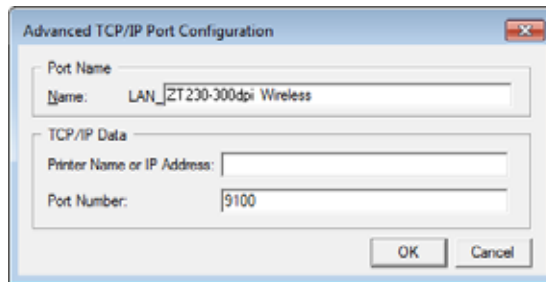 Advanced TCP/IP Port Configuration
Port Name
Name: LAN_ZT230-300dpi Wireless
TCP/IP Data
Printer Name or IP Address:
Port Number: 9100
OK Cancel